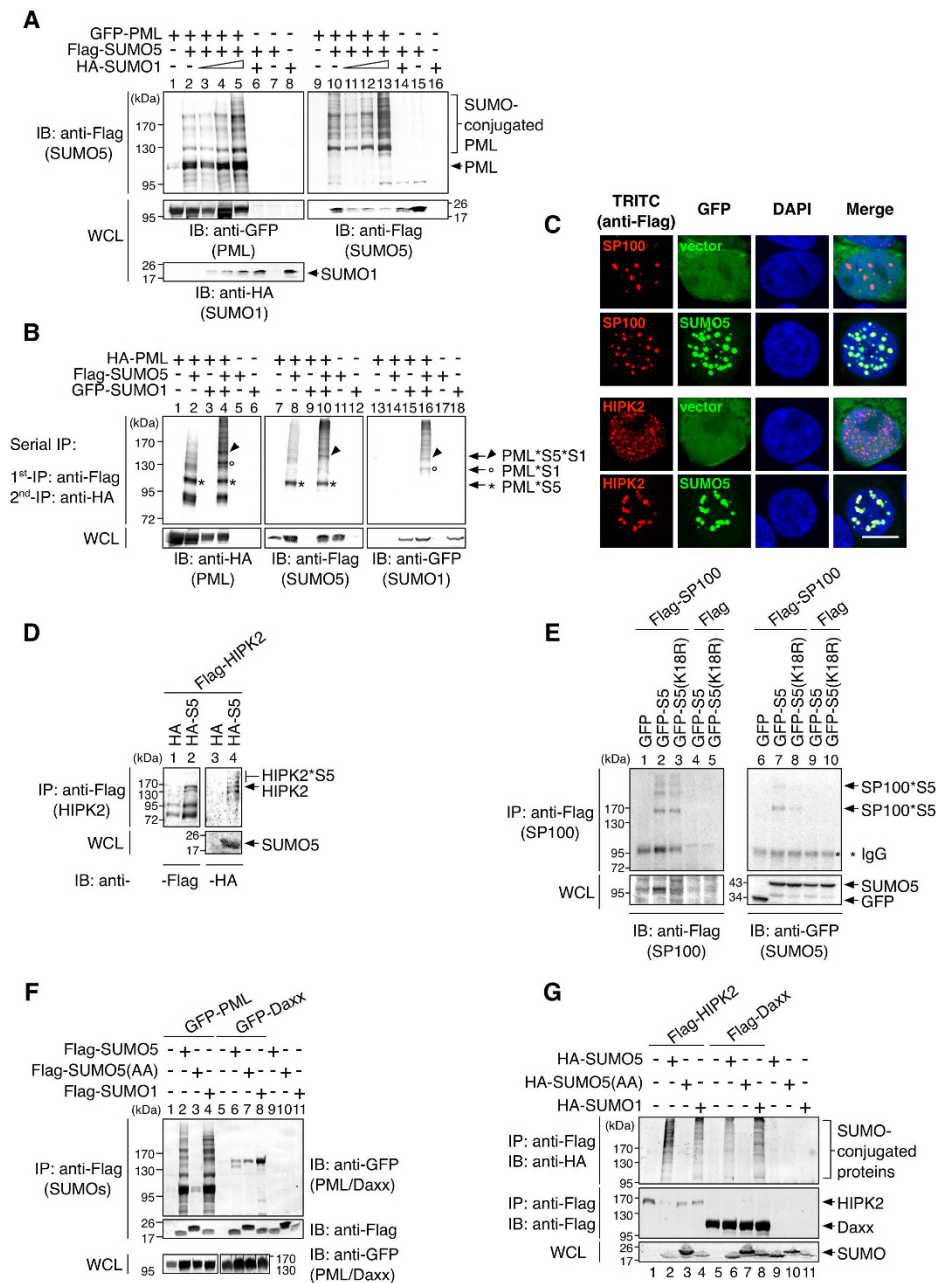 A
GFP-PML + + + + + - - - + + + + + - - -
Flag-SUMO5 - + + + + - + - - + + + + - + -
HA-SUMO1 - - + - + - - + - +
1 2 3 4 5 6 7 8 9 10 11 12 13 14 15 16
(kDa)
170
130
95
IB: anti-Flag
(SUMO5)
SUMO-
conjugated
PML
PML
WCL
95
26
17
IB: anti-GFP
(PML)
IB: anti-Flag
(SUMO5)
26
17
SUMO1
IB: anti-HA
(SUMO1)
B
HA-PML + + + + - - + + + + - - + + + + - -
Flag-SUMO5 - + - + + - - + - + + - - + - + + -
GFP-SUMO1 - - + + - + - - + + - + - - + + - +
1 2 3 4 5 6 7 8 9 10 11 12 13 14 15 16 17 18
(kDa)
170
130
95
72
Serial IP:
1st-IP: anti-Flag
2nd-IP: anti-HA
PML*S5*S1
° PML*S1
* PML*S5
WCL
IB: anti-HA
(PML)
IB: anti-Flag
(SUMO5)
IB: anti-GFP
(SUMO1)
C
TRITC
(anti-Flag) GFP DAPI Merge
SP100 vector
SP100 SUMO5
HIPK2 vector
HIPK2 SUMO5
D
Flag-HIPK2
HA HA-S5 HA HA-S5
(kDa) 1 2 3 4
170
130
95
72
IP: anti-Flag
(HIPK2)
HIPK2*S5
HIPK2
WCL
26
17
SUMO5
IB: anti- -Flag -HA
E
Flag-SP100 Flag Flag-SP100 Flag
GFP GFP-S5 GFP-S5(K18R) GFP-S5 GFP-S5(K18R) GFP GFP-S5 GFP-S5(K18R) GFP-S5 GFP-S5(K18R)
(kDa) 1 2 3 4 5 6 7 8 9 10
170
130
95
IP: anti-Flag
(SP100)
SP100*S5
SP100*S5
* * IgG
WCL
95
43
34
SUMO5
GFP
IB: anti-Flag
(SP100)
IB: anti-GFP
(SUMO5)
F
GFP-PML GFP-Daxx
Flag-SUMO5 - + - - - + - - + - -
Flag-SUMO5(AA) - - + - - - + - - + -
Flag-SUMO1 - - - + - - - + - - +
(kDa) 1 2 3 4 5 6 7 8 9 10 11
170
130
95
IP: anti-Flag
(SUMOs)
IB: anti-GFP
(PML/Daxx)
26
17
IB: anti-Flag
WCL
95
170
130
IB: anti-GFP
(PML/Daxx)
G
Flag-HIPK2 Flag-Daxx
HA-SUMO5 - + - - - + - - + - -
HA-SUMO5(AA) - - + - - - + - - + -
HA-SUMO1 - - - + - - - + - - +
(kDa)
170
IP: anti-Flag
IB: anti-HA
SUMO-
conjugated
proteins
IP: anti-Flag
IB: anti-Flag
170
130
95
HIPK2
Daxx
WCL
26
17
SUMO
1 2 3 4 5 6 7 8 9 10 11